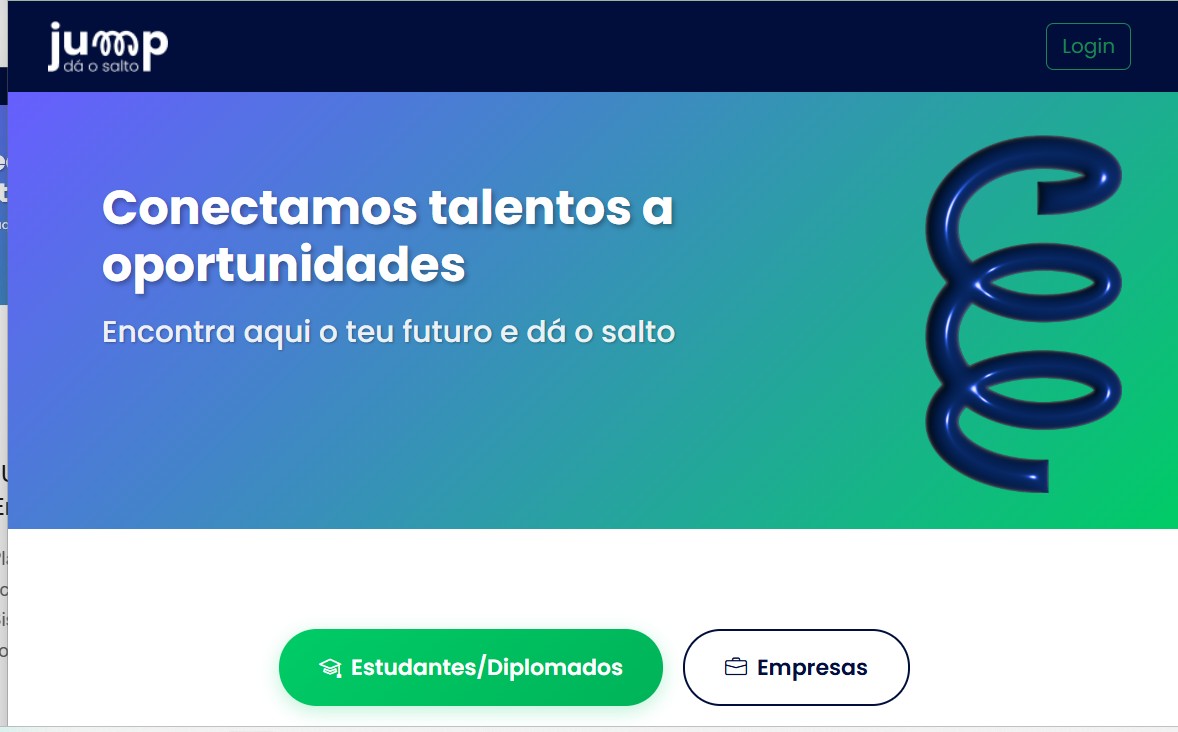 jump
dá o salto
Login
Conectamos talentos a
oportunidades
Encontra aqui o teu futuro e dá o salto
Estudantes/Diplomados
Empresas